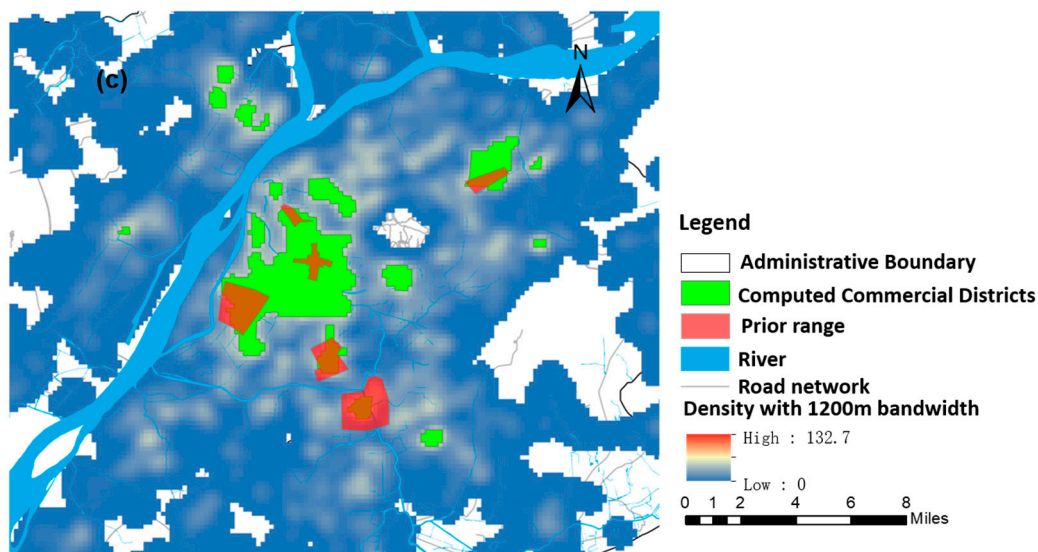 (c)
N
Legend
Administrative Boundary
Computed Commercial Districts
Prior range
River
Road network
Density with 1200m bandwidth
High : 132.7
Low : 0
0 1 2 4 6 8
Miles